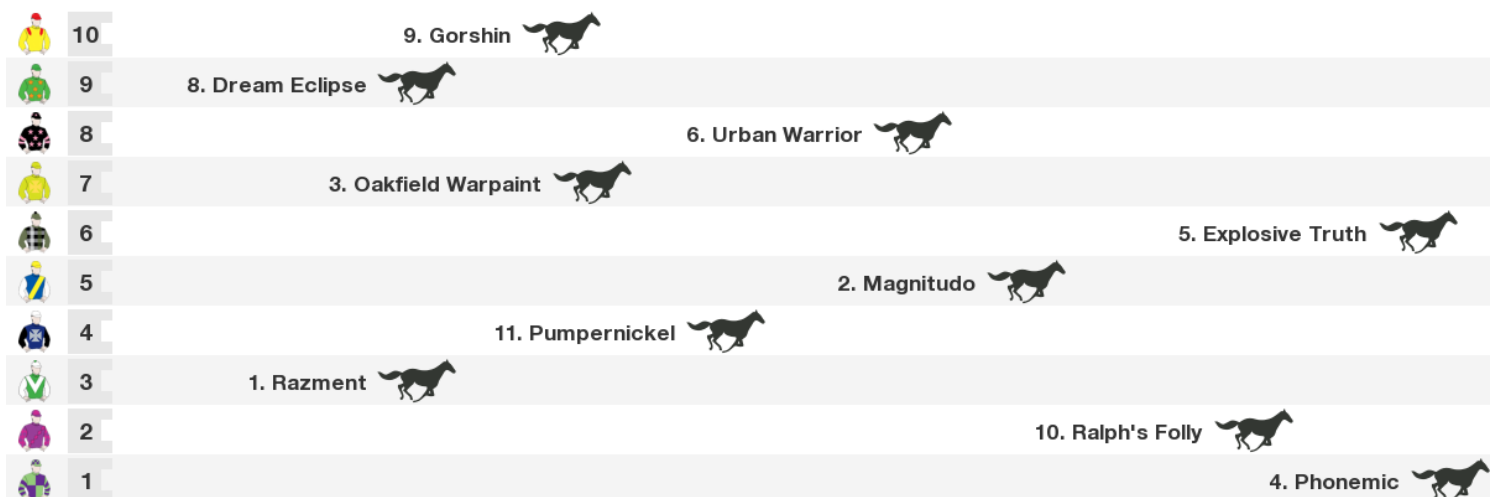 10 9. Gorshin
9 8. Dream Eclipse
8 6. Urban Warrior
7 3. Oakfield Warpaint
6 5. Explosive Truth
5 2. Magnitudo
4 11. Pumpernickel
3 1. Razment
2 10. Ralph's Folly
1 4. Phonemic